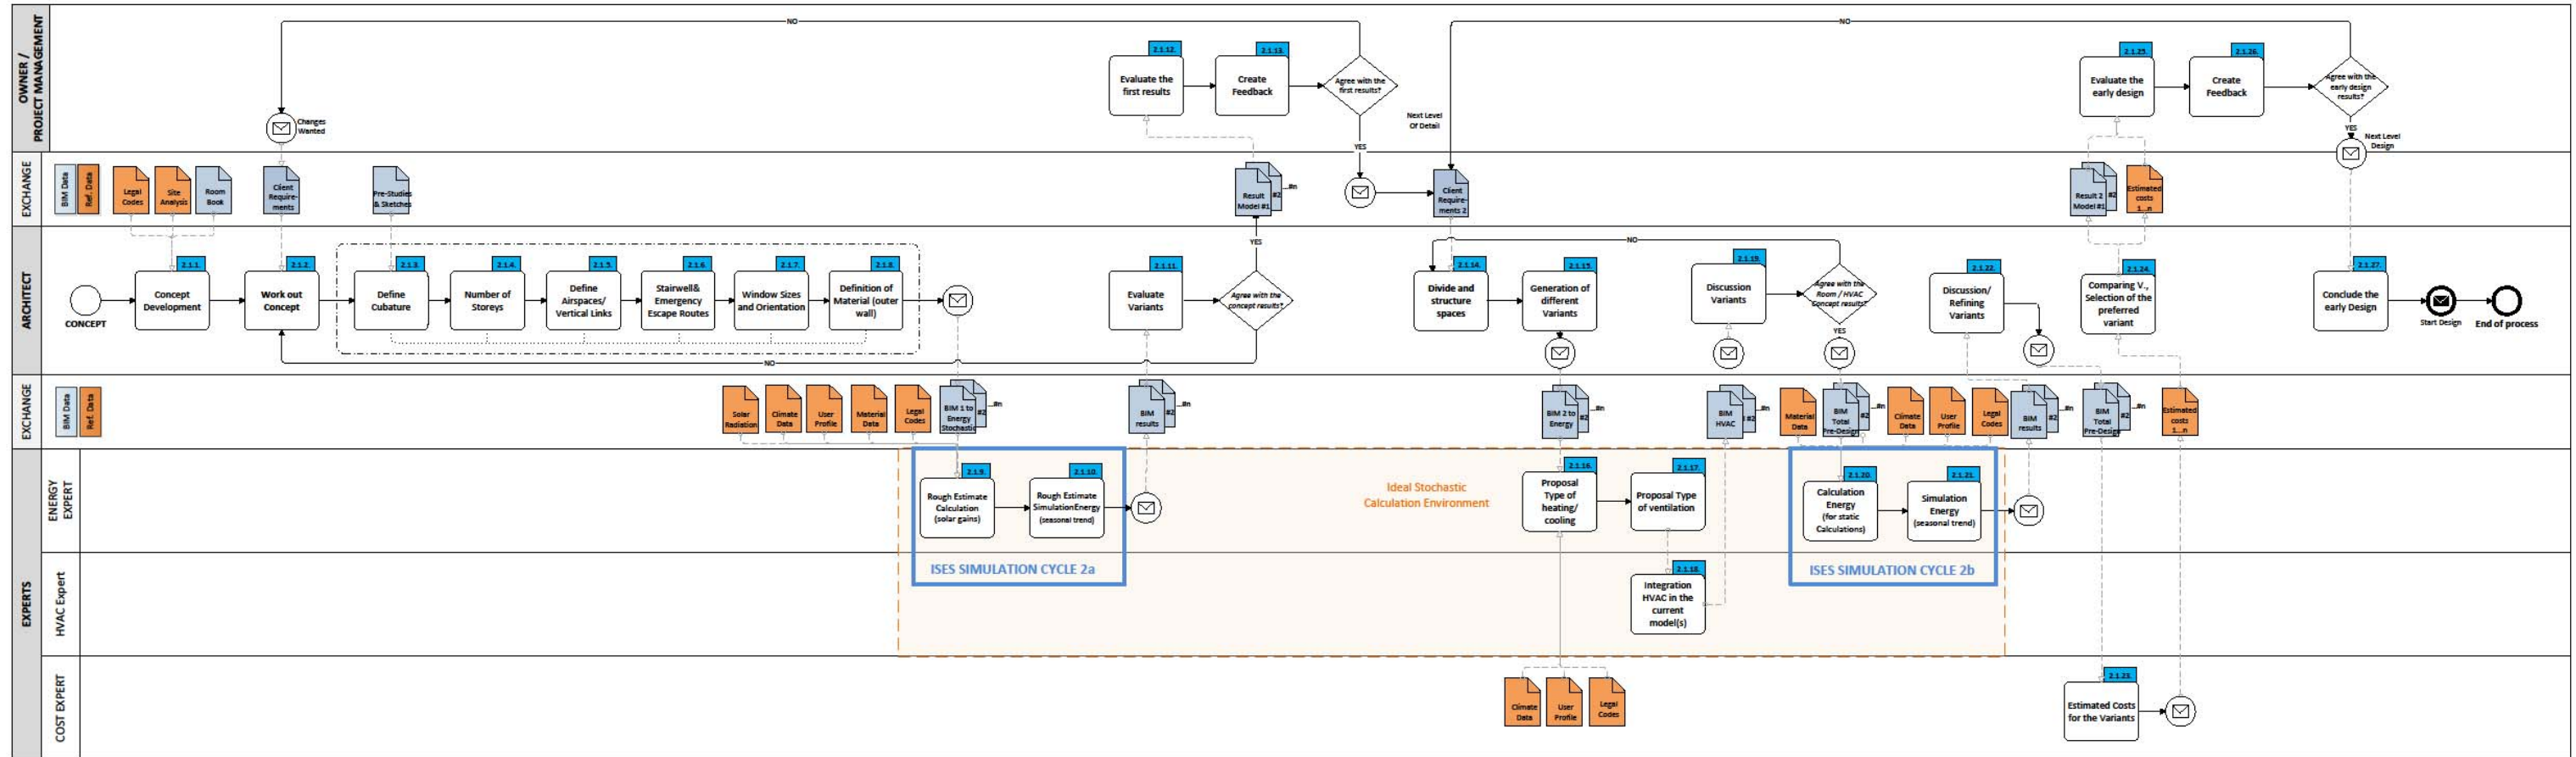 OWNER /
PROJECT MANAGEMENT
NO
Changes
Wanted
2.1.12.
Evaluate the
first results
2.1.13.
Create
Feedback
Agree with the
first results?
YES
Next Level
Of Detail
NO
2.1.25.
Evaluate the
early design
2.1.26.
Create
Feedback
Agree with the
early design
results?
YES
Next Level
Design
EXCHANGE
BIM Data
Ref. Data
Legal
Codes
Site
Analysis
Room
Book
Client
Require-
ments
Pre-Studies
& Sketches
Result
Model #1
#2
...#n
Client
Require-
ments 2
Result 2
Model #1
#2
Estimated
costs
1...n
ARCHITECT
CONCEPT
2.1.1.
Concept
Development
2.1.2.
Work out
Concept
2.1.3.
Define
Cubature
2.1.4.
Number of
Storeys
2.1.5.
Define
Airspaces/
Vertical Links
2.1.6.
Stairwell&
Emergency
Escape Routes
2.1.7.
Window Sizes
and Orientation
2.1.8.
Definition of
Material (outer
wall)
NO
2.1.11.
Evaluate
Variants
YES
Agree with the
concept results?
NO
2.1.14.
Divide and
structure
spaces
2.1.15.
Generation of
different
Variants
2.1.19.
Discussion
Variants
Agree with the
Room / HVAC
Concept results?
YES
2.1.22.
Discussion/
Refining
Variants
2.1.24.
Comparing V.,
Selection of the
preferred
variant
2.1.27.
Conclude the
early Design
Start Design
End of process
EXCHANGE
BIM Data
Ref. Data
Solar
Radiation
Climate
Data
User
Profile
Material
Data
Legal
Codes
BIM 1 to
Energy
Stochastic
#2
...#n
BIM
results
#2
...#n
BIM 2 to
Energy
#2
...#n
BIM
HVAC
#2
...#n
Material
Data
BIM
Total
Pre-Design
#2
...#n
Climate
Data
User
Profile
Legal
Codes
BIM
results
#2
...#n
BIM
Total
Pre-Design
#2
...#n
Estimated
costs
1...n
EXPERTS
ENERGY
EXPERT
2.1.9.
Rough Estimate
Calculation
(solar gains)
2.1.10.
Rough Estimate
SimulationEnergy
(seasonal trend)
ISES SIMULATION CYCLE 2a
Ideal Stochastic
Calculation Environment
2.1.16.
Proposal
Type of
heating/
cooling
2.1.17.
Proposal Type
of ventilation
2.1.20.
Calculation
Energy
(for static
Calculations)
2.1.21.
Simulation
Energy
(seasonal trend)
ISES SIMULATION CYCLE 2b
HVAC Expert
2.1.18.
Integration
HVAC in the
current
model(s)
COST EXPERT
Climate
Data
User
Profile
Legal
Codes
2.1.23.
Estimated Costs
for the Variants